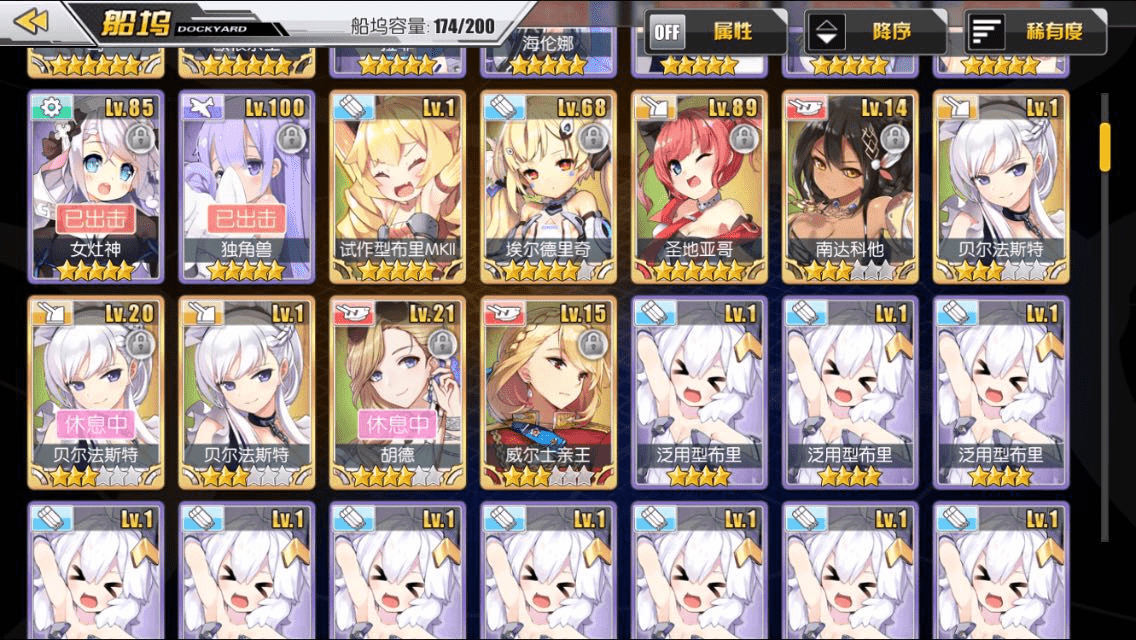 船坞 DOCKYARD
船坞容量: 174/200
OFF 属性
降序
稀有度
海伦娜
Lv.85 Lv.100 Lv.1 Lv.68 Lv.89 Lv.14 Lv.1
已出击 已出击
女灶神 独角兽 试作型布里MKII 埃尔德里奇 圣地亚哥 南达科他 贝尔法斯特
Lv.20 Lv.1 Lv.21 Lv.15 Lv.1 Lv.1 Lv.1
休息中 休息中
贝尔法斯特 贝尔法斯特 胡德 威尔士亲王 泛用型布里 泛用型布里 泛用型布里
Lv.1 Lv.1 Lv.1 Lv.1 Lv.1 Lv.1 Lv.1